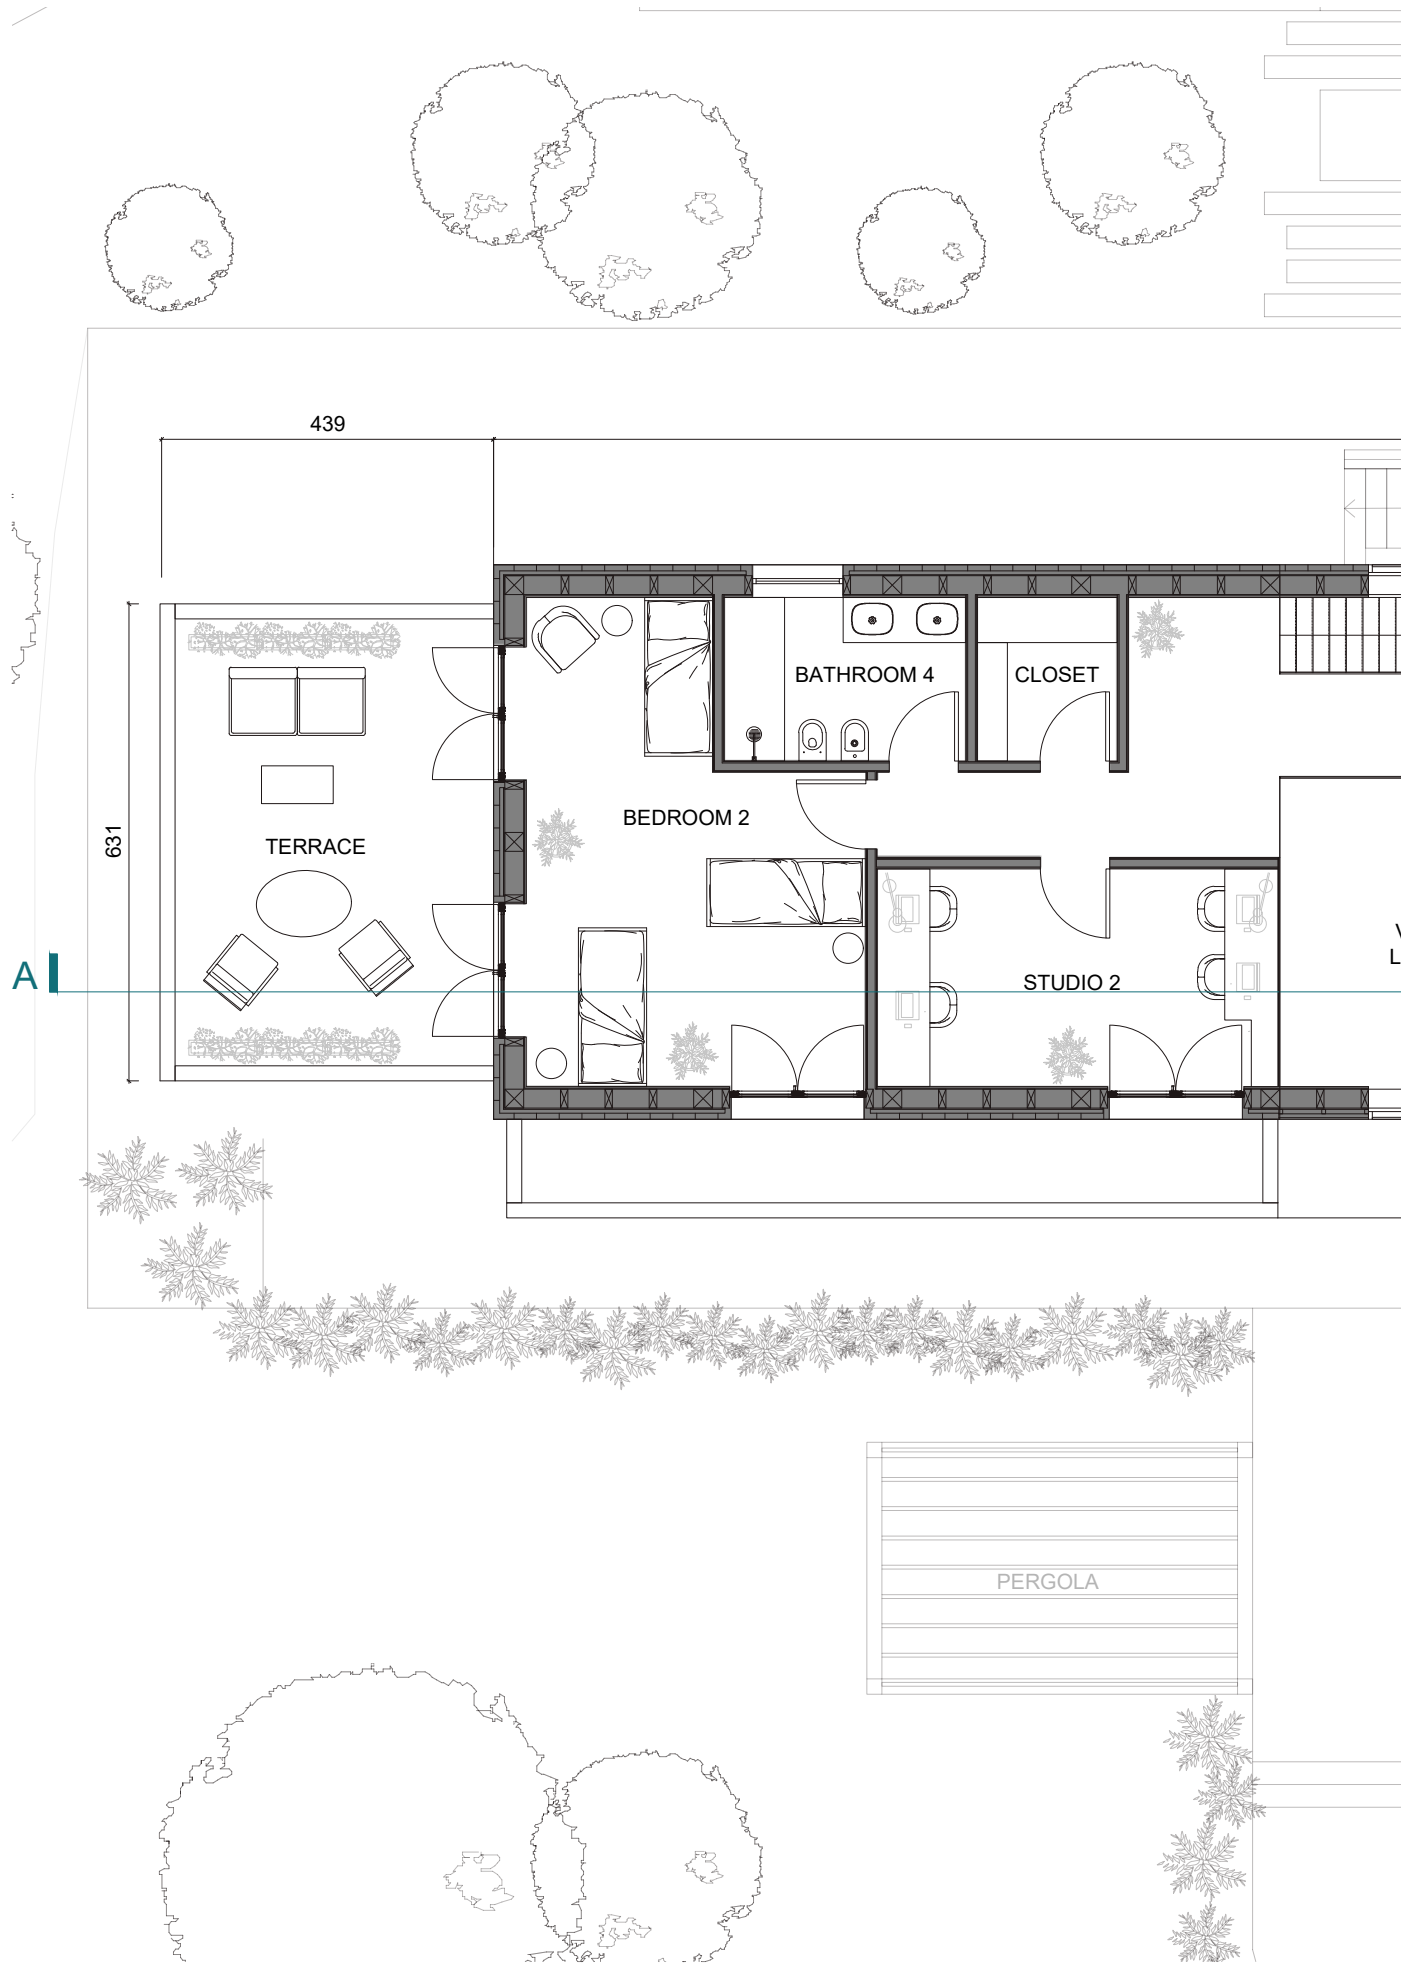 439
BATHROOM 4
CLOSET
BEDROOM 2
631
TERRACE
A
STUDIO 2
V
L
PERGOLA